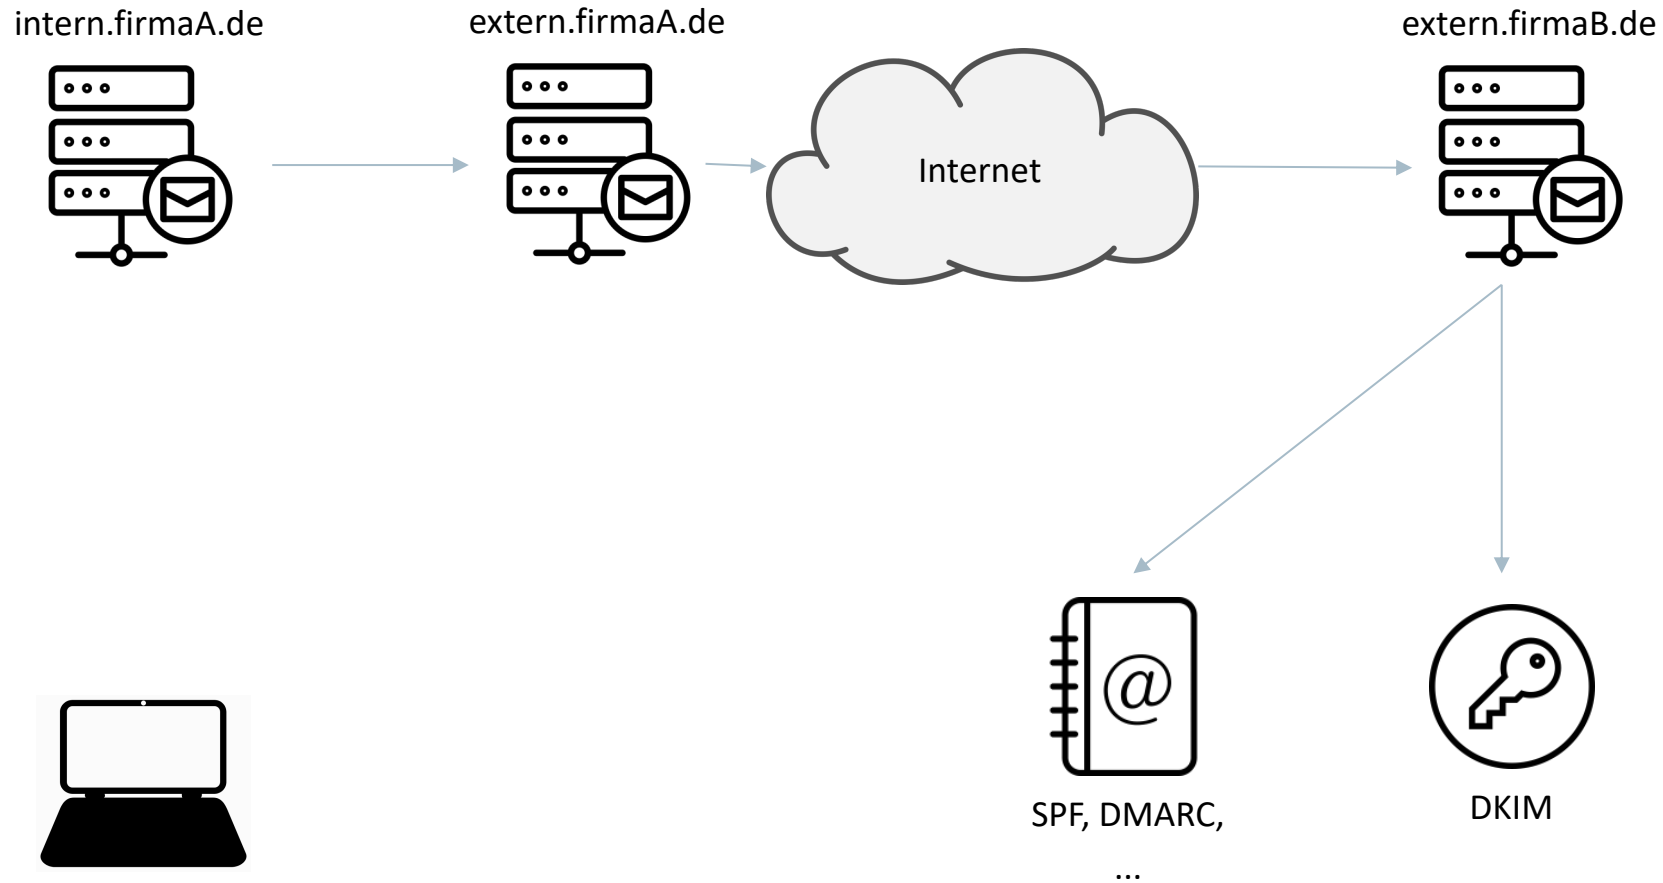 intern.firmaA.de
extern.firmaA.de
extern.firmaB.de
Internet
@
SPF, DMARC,
...
DKIM